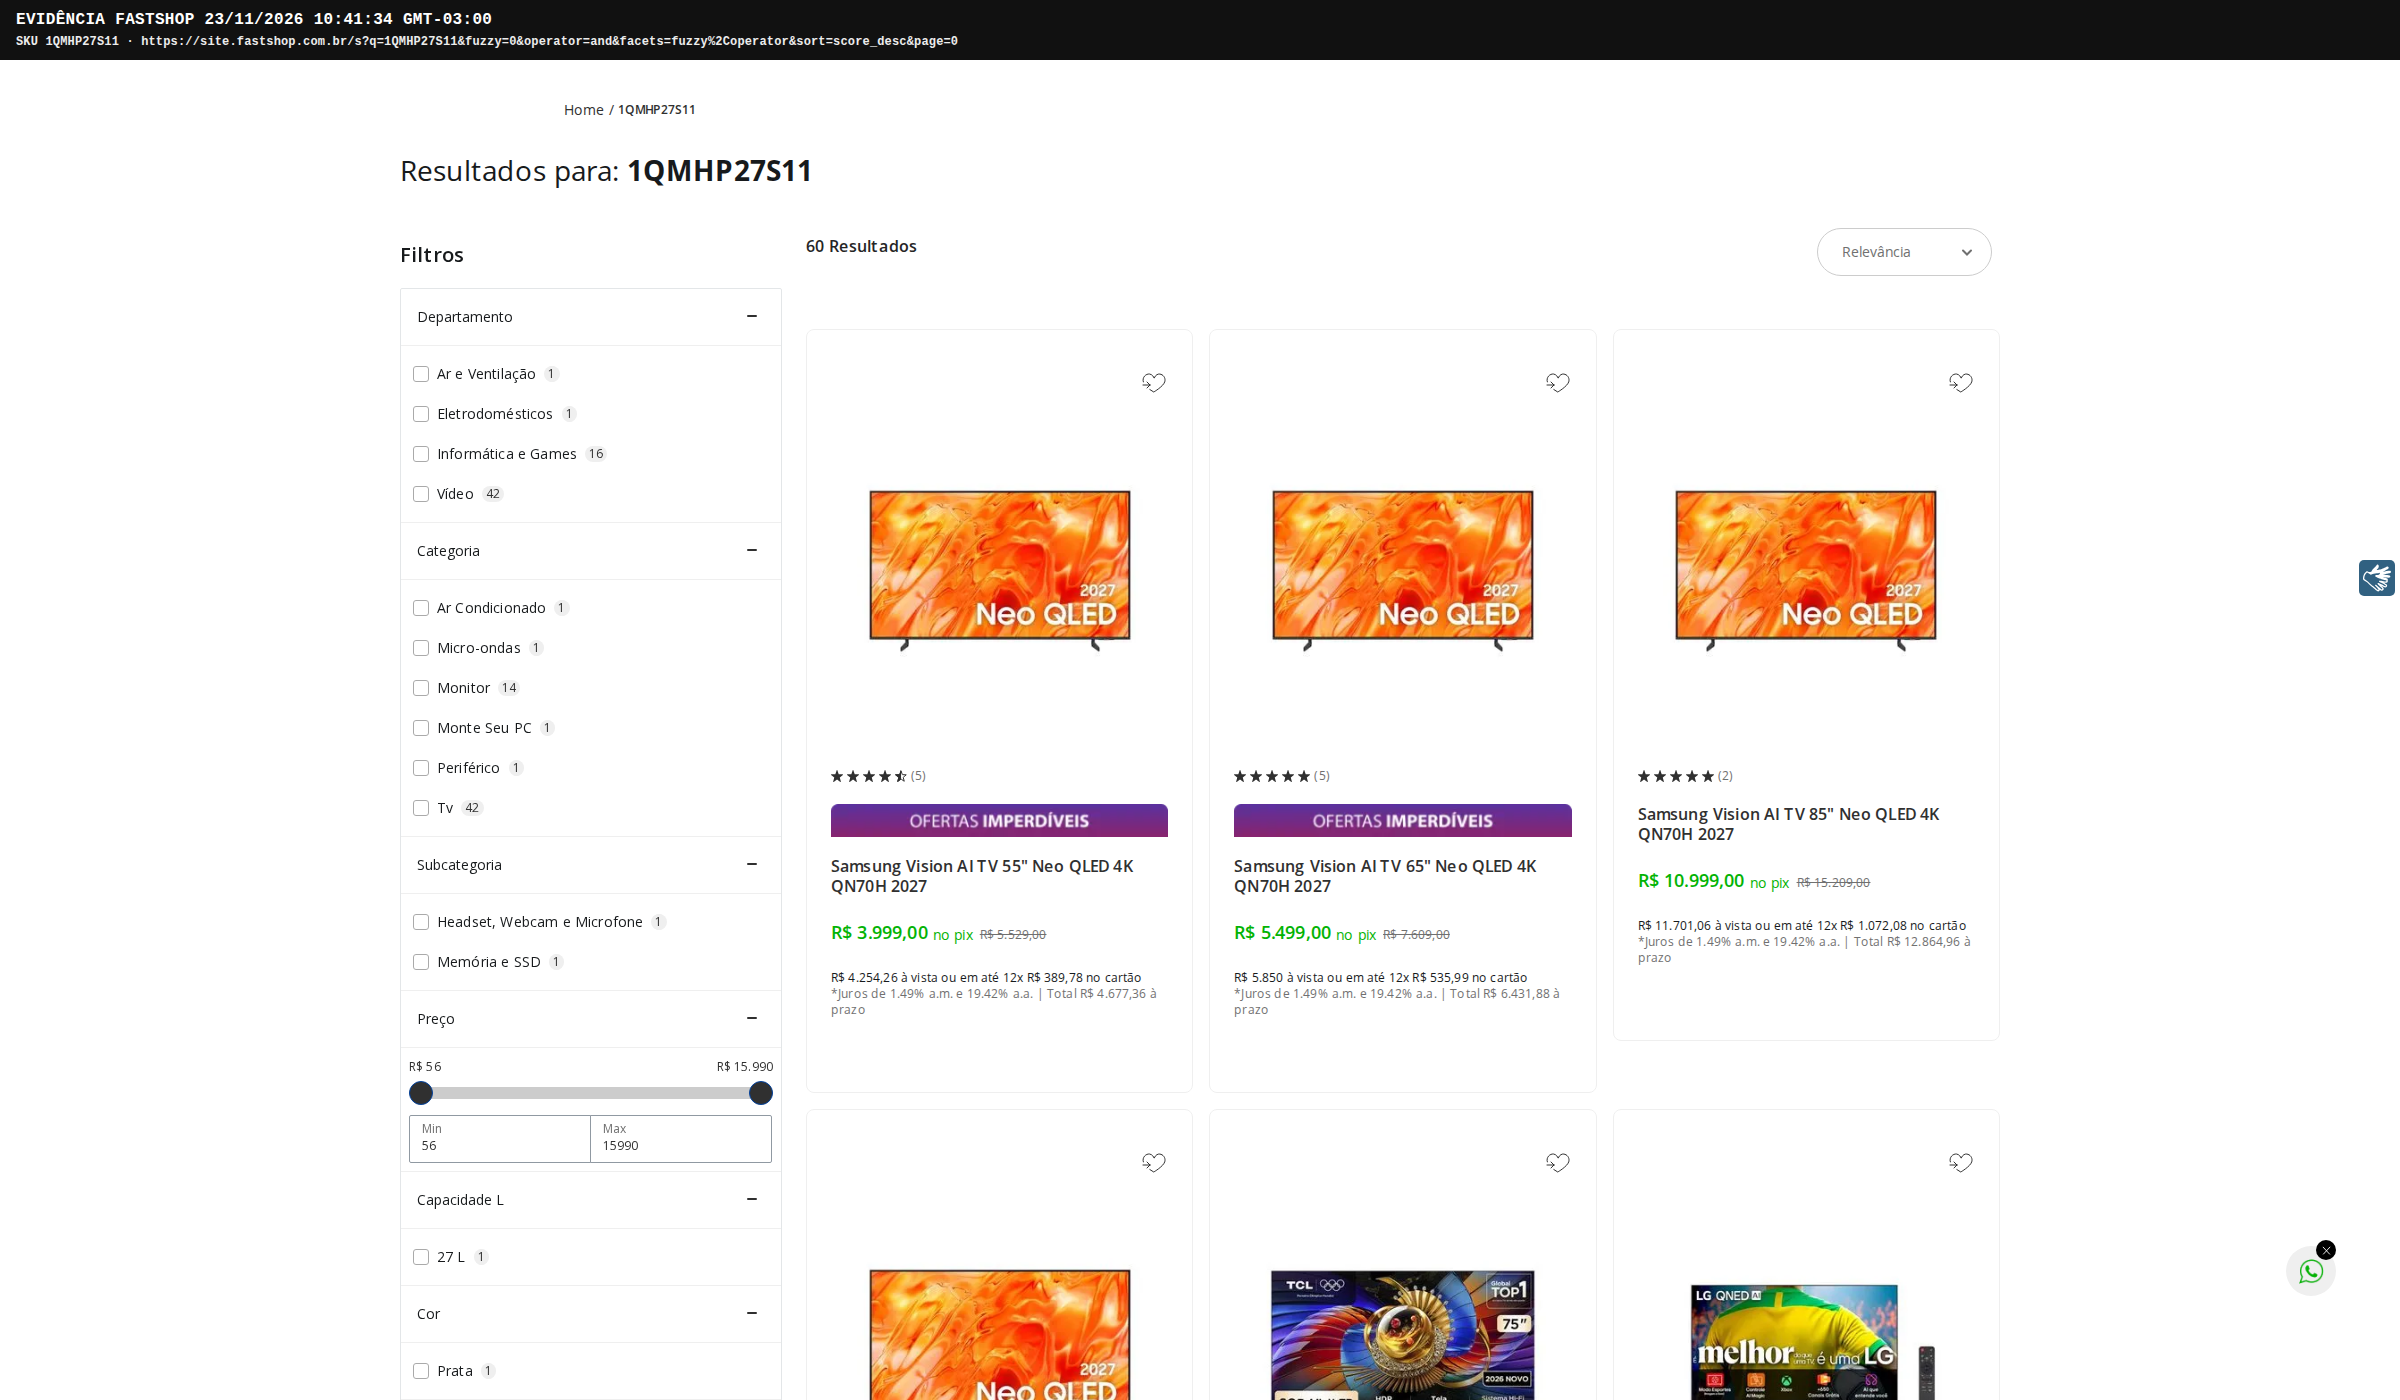 EVIDÊNCIA FASTSHOP 23/11/2026 10:41:34 GMT-03:00
SKU 1QMHP27S11 · https://site.fastshop.com.br/s?q=1QMHP27S11&fuzzy=0&operator=and&facets=fuzzy%2Coperator&sort=score_desc&page=0
Home / 1QMHP27S11
Resultados para: 1QMHP27S11
Filtros
60 Resultados
Relevância
Departamento
Ar e Ventilação 1
Eletrodomésticos 1
Informática e Games 16
Vídeo 42
Categoria
Ar Condicionado 1
Micro-ondas 1
Monitor 14
Monte Seu PC 1
Periférico 1
Tv 42
Subcategoria
Headset, Webcam e Microfone 1
Memória e SSD 1
Preço
R$ 56
R$ 15.990
Min
56
Max
15990
Capacidade L
27 L 1
Cor
Prata 1
2027
Neo QLED
(5)
OFERTAS IMPERDÍVEIS
Samsung Vision AI TV 55" Neo QLED 4K
QN70H 2027
R$ 3.999,00 no pix R$ 5.529,00
R$ 4.254,26 à vista ou em até 12x R$ 389,78 no cartão
*Juros de 1.49% a.m. e 19.42% a.a. | Total R$ 4.677,36 à
prazo
2027
Neo QLED
(5)
OFERTAS IMPERDÍVEIS
Samsung Vision AI TV 65" Neo QLED 4K
QN70H 2027
R$ 5.499,00 no pix R$ 7.609,00
R$ 5.850 à vista ou em até 12x R$ 535,99 no cartão
*Juros de 1.49% a.m. e 19.42% a.a. | Total R$ 6.431,88 à
prazo
2027
Neo QLED
(2)
Samsung Vision AI TV 85" Neo QLED 4K
QN70H 2027
R$ 10.999,00 no pix R$ 15.209,00
R$ 11.701,06 à vista ou em até 12x R$ 1.072,08 no cartão
*Juros de 1.49% a.m. e 19.42% a.a. | Total R$ 12.864,96 à
prazo
2027
Neo QLED
TCL
Global
TOP1
75"
2026 NOVO
LG QNED AI
melhor
é uma LG